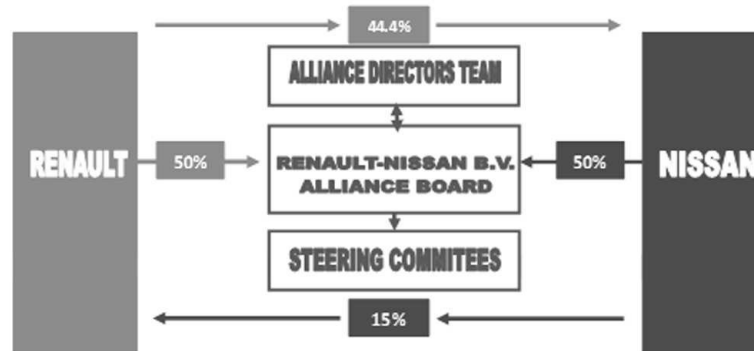 44.4%
ALLIANCE DIRECTORS TEAM
RENAULT
50%
RENAULT-NISSAN B.V.
ALLIANCE BOARD
50%
NISSAN
STEERING COMMITEES
15%